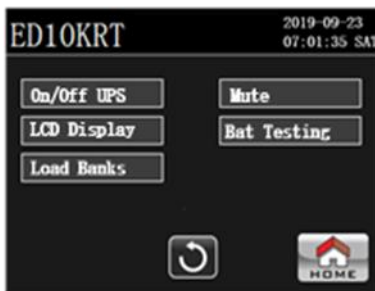 ED10KRT
2019-09-23
07:01:35 SAT
On/Off UPS
Mute
LCD Display
Bat Testing
Load Banks
HOME